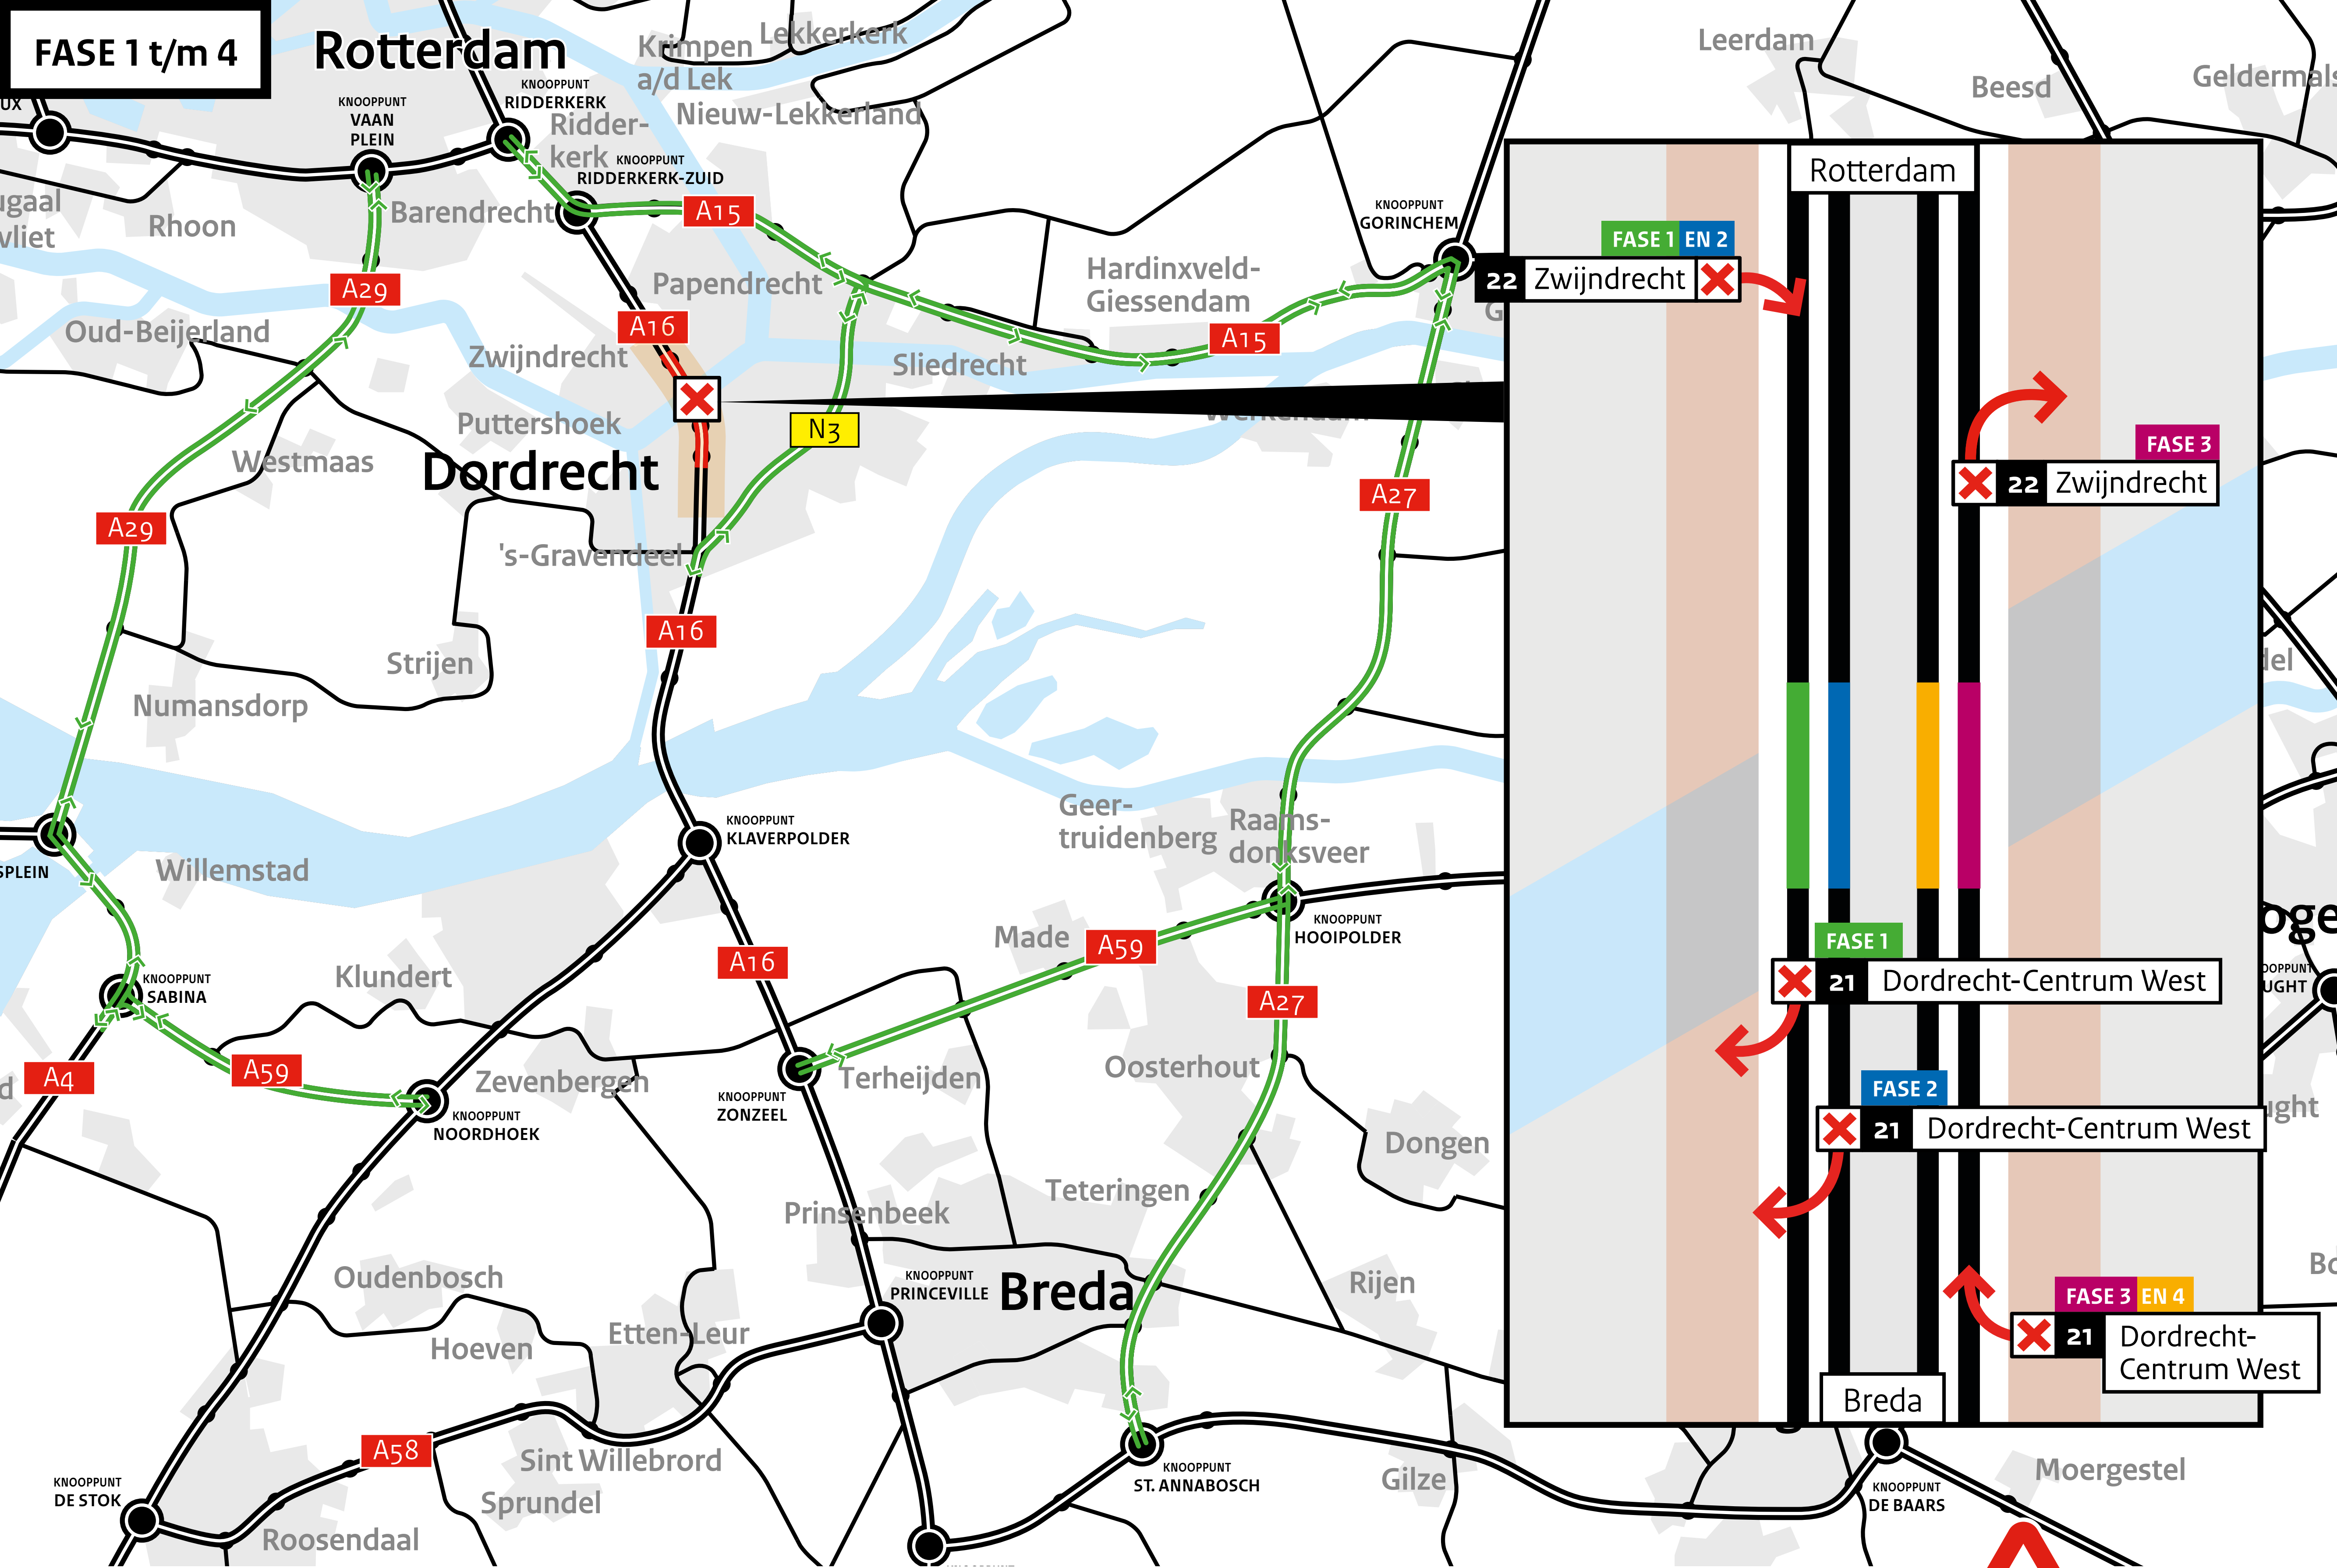 FASE 1 t/m 4
Rotterdam
Krimpen
a/d Lek
Lekkerkerk
Nieuw-Lekkerland
Leerdam
Beesd
Geldermals
UX
KNOOPPUNT
VAAN
PLEIN
KNOOPPUNT
RIDDERKERK
Ridder-
kerk
KNOOPPUNT
RIDDERKERK-ZUID
Barendrecht
Rhoon
A15
A29
Oud-Beijerland
Papendrecht
A16
Zwijndrecht
Hardinxveld-
Giessendam
KNOOPPUNT
GORINCHEM
A15
Sliedrecht
Puttershoek
N3
Westmaas
Dordrecht
A27
A29
's-Gravendeel
A16
Strijen
Numansdorp
Geer-
truidenberg
Raams-
donksveer
KNOOPPUNT
KLAVERPOLDER
SPLEIN
Willemstad
Made
A59
KNOOPPUNT
HOOIPOLDER
A16
Klundert
KNOOPPUNT
SABINA
A27
A4
A59
Zevenbergen
Terheijden
Oosterhout
KNOOPPUNT
ZONZEEL
KNOOPPUNT
NOORDHOEK
Dongen
Teteringen
Prinsenbeek
Oudenbosch
KNOOPPUNT
PRINCEVILLE
Breda
Rijen
Hoeven
Etten-Leur
A58
Sint Willebrord
Sprundel
KNOOPPUNT
DE STOK
Roosendaal
KNOOPPUNT
ST. ANNABOSCH
Gilze
KNOOPPUNT
DE BAARS
Moergestel
Rotterdam
FASE 1 EN 2
22 Zwijndrecht
FASE 3
22 Zwijndrecht
FASE 1
21 Dordrecht-Centrum West
FASE 2
21 Dordrecht-Centrum West
FASE 3 EN 4
21 Dordrecht-
Centrum West
Breda